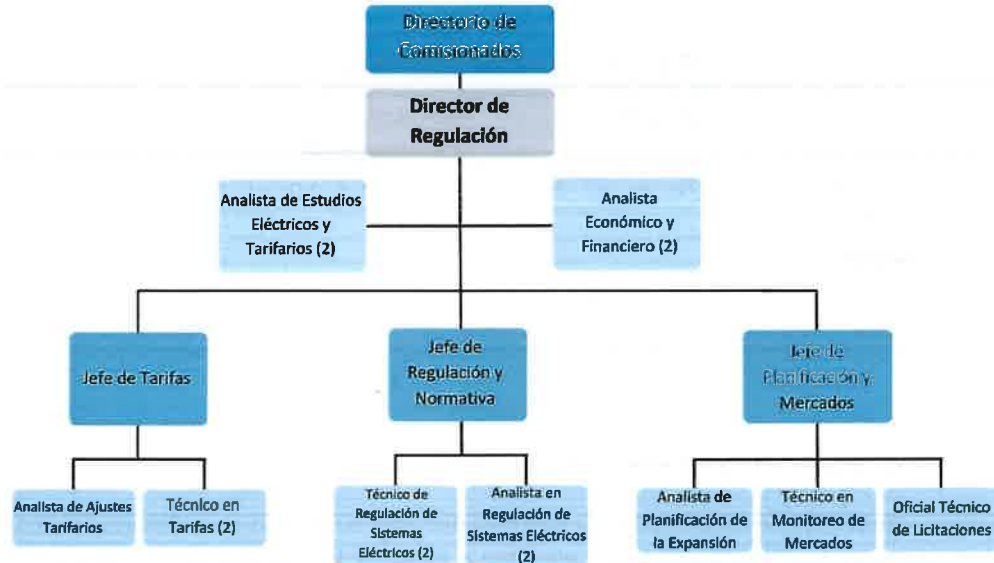 Directorio de
Comisionados
Director de
Regulación
Analista de Estudios
Eléctricos y
Tarifarios (2)
Analista
Económico y
Financiero (2)
Jefe de Tarifas
Jefe de
Regulación y
Normativa
Jefe de
Planificación y
Mercados
Analista de Ajustes
Tarifarios
Técnico en
Tarifas (2)
Técnico de
Regulación de
Sistemas
Eléctricos (2)
Analista en
Regulación de
Sistemas Eléctricos
(2)
Analista de
Planificación de
la Expansión
Técnico en
Monitoreo de
Mercados
Oficial Técnico
de Licitaciones